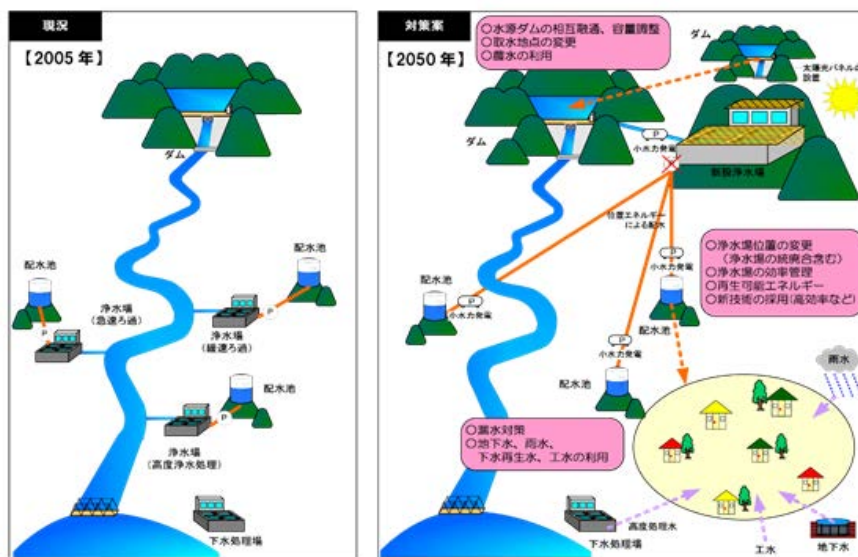 現況
【2005年】
ダム
配水池
浄水場
(急速ろ過)
P
配水池
P
浄水場
(緩速ろ過)
配水池
P
浄水場
(高度浄水処理)
下水処理場
対策案
【2050年】
○水源ダムの相互融通、容量調整
○取水地点の変更
○農水の利用
ダム
太陽光パネルの
設置
ダム
P
小水力発電
新設浄水場
位置エネルギー
による配水
○浄水場位置の変更
(浄水場の統廃合含む)
○浄水場の効率管理
○再生可能エネルギー
○新技術の採用(高効率など)
P
小水力発電
配水池
配水池
P
小水力発電
P
小水力発電
配水池
雨水
○漏水対策
○地下水、雨水、
下水再生水、工水の利用
高度処理水
下水処理場
工水
地下水